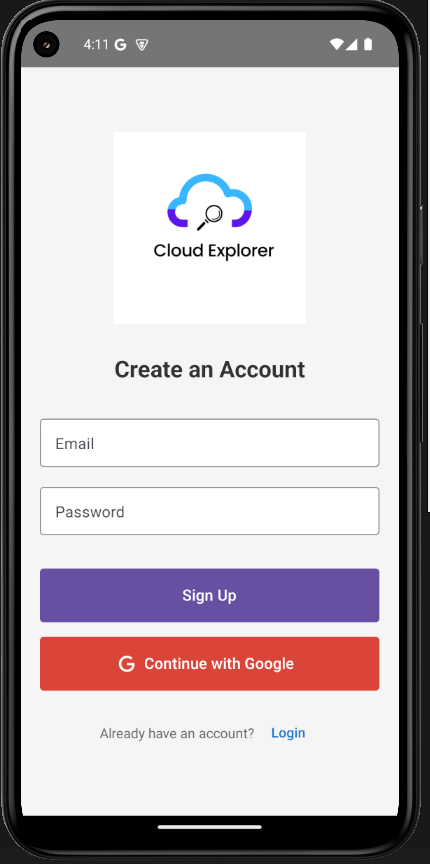 4:11
Cloud Explorer
Create an Account
Email
Password
Sign Up
G Continue with Google
Already have an account? Login